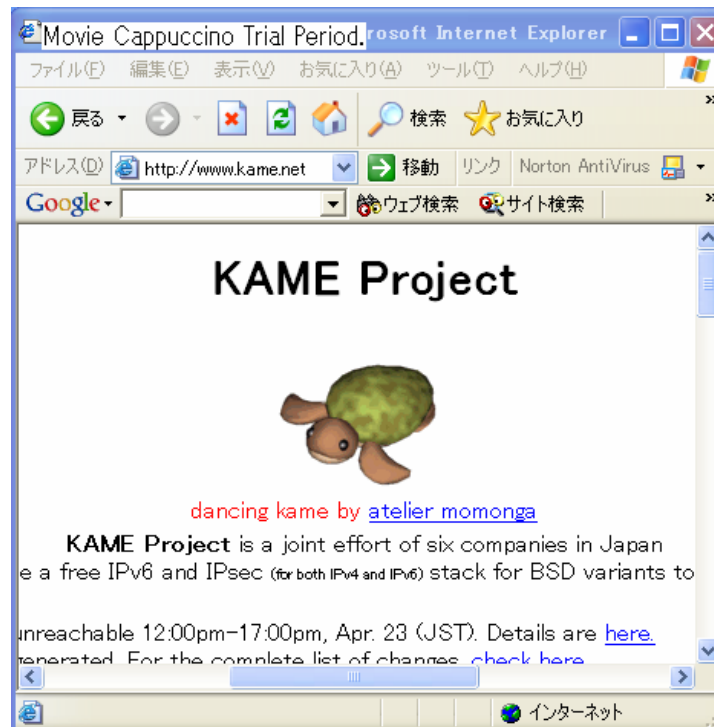 Movie Cappuccino Trial Period. rosoft Internet Explorer
ファイル(F) 編集(E) 表示(V) お気に入り(A) ツール(T) ヘルプ(H)
戻る 検索 お気に入り »
アドレス(D) http://www.kame.net 移動 リンク Norton AntiVirus
Google ウェブ検索 サイト検索 »
KAME Project
dancing kame by atelier momonga
KAME Project is a joint effort of six companies in Japan
e a free IPv6 and IPsec (for both IPv4 and IPv6) stack for BSD variants to
unreachable 12:00pm-17:00pm, Apr. 23 (JST). Details are here.
generated. For the complete list of changes, check here
インターネット